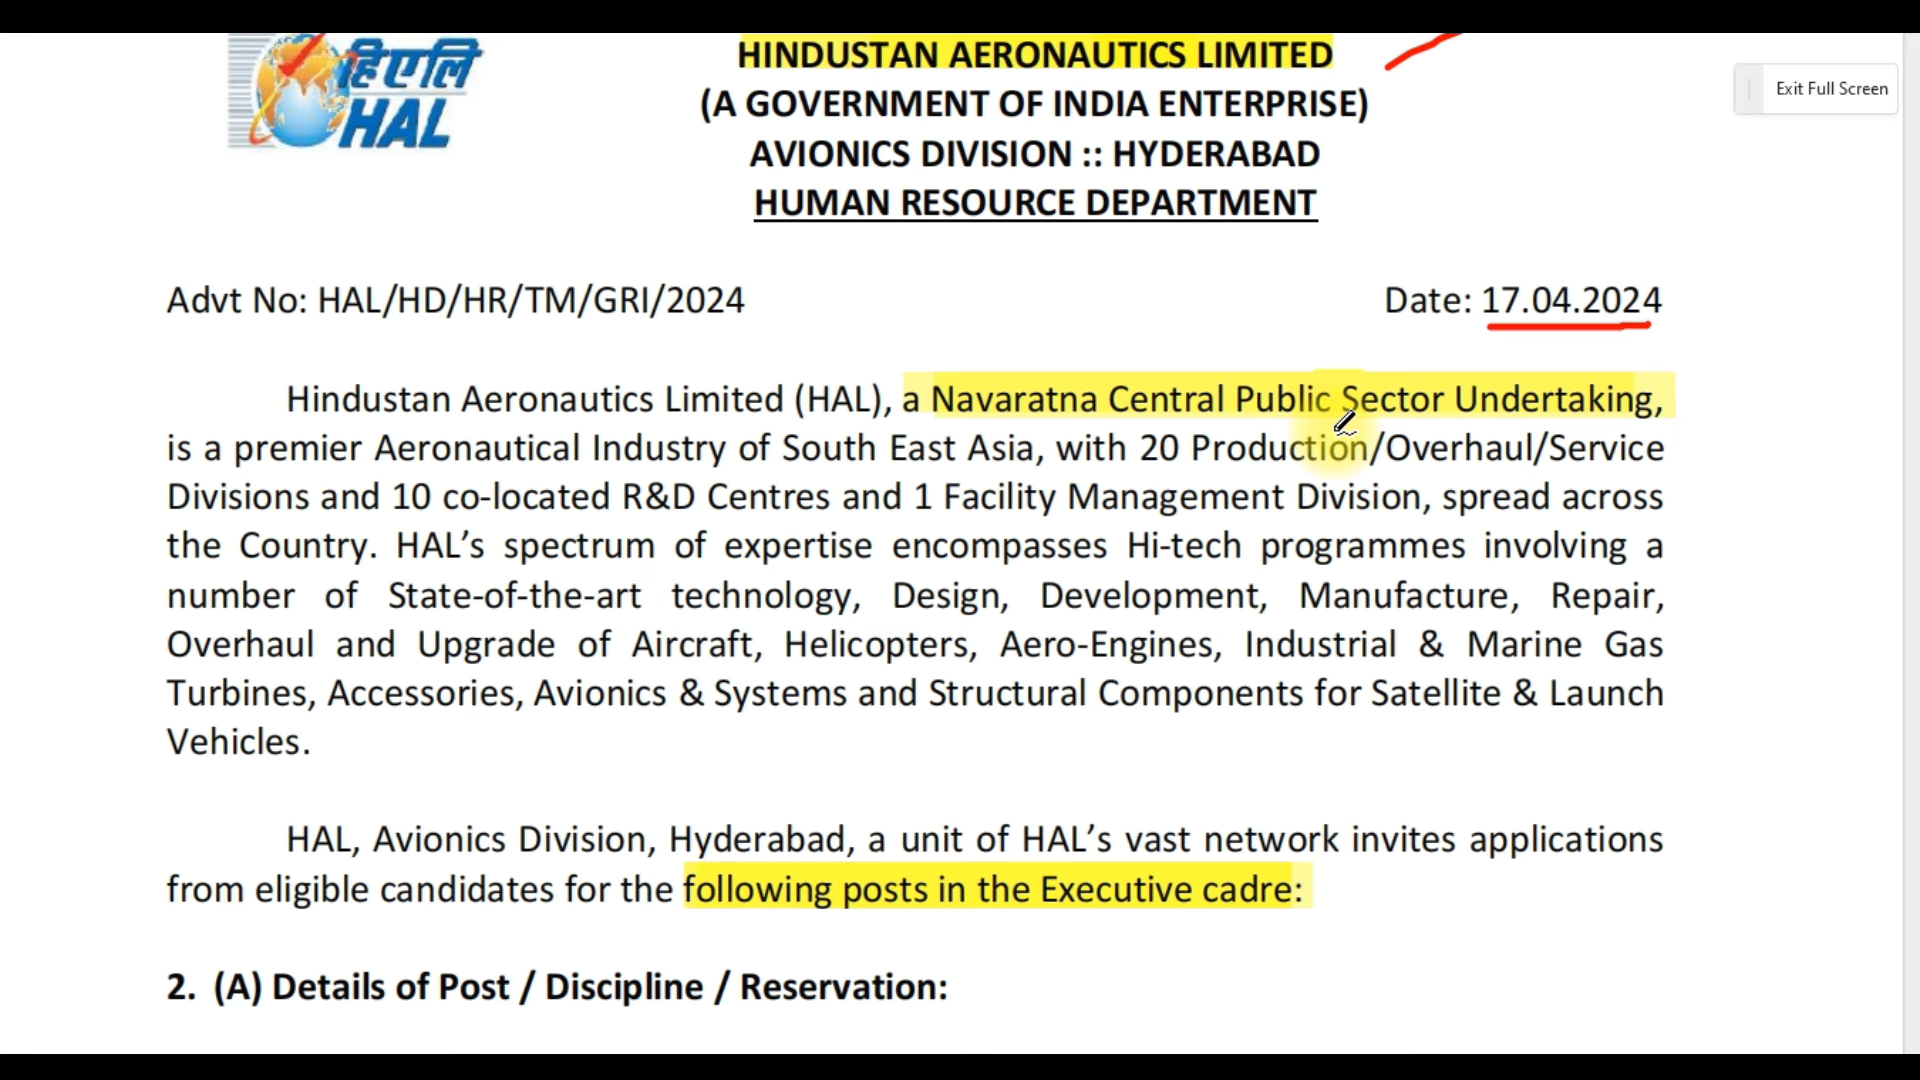 हिएलि
HAL
HINDUSTAN AERONAUTICS LIMITED
(A GOVERNMENT OF INDIA ENTERPRISE)
AVIONICS DIVISION :: HYDERABAD
HUMAN RESOURCE DEPARTMENT
Exit Full Screen
Advt No: HAL/HD/HR/TM/GRI/2024 Date: 17.04.2024
Hindustan Aeronautics Limited (HAL), a Navaratna Central Public Sector Undertaking,
is a premier Aeronautical Industry of South East Asia, with 20 Production/Overhaul/Service
Divisions and 10 co-located R&D Centres and 1 Facility Management Division, spread across
the Country. HAL’s spectrum of expertise encompasses Hi-tech programmes involving a
number of State-of-the-art technology, Design, Development, Manufacture, Repair,
Overhaul and Upgrade of Aircraft, Helicopters, Aero-Engines, Industrial & Marine Gas
Turbines, Accessories, Avionics & Systems and Structural Components for Satellite & Launch
Vehicles.
HAL, Avionics Division, Hyderabad, a unit of HAL’s vast network invites applications
from eligible candidates for the following posts in the Executive cadre:
2. (A) Details of Post / Discipline / Reservation: